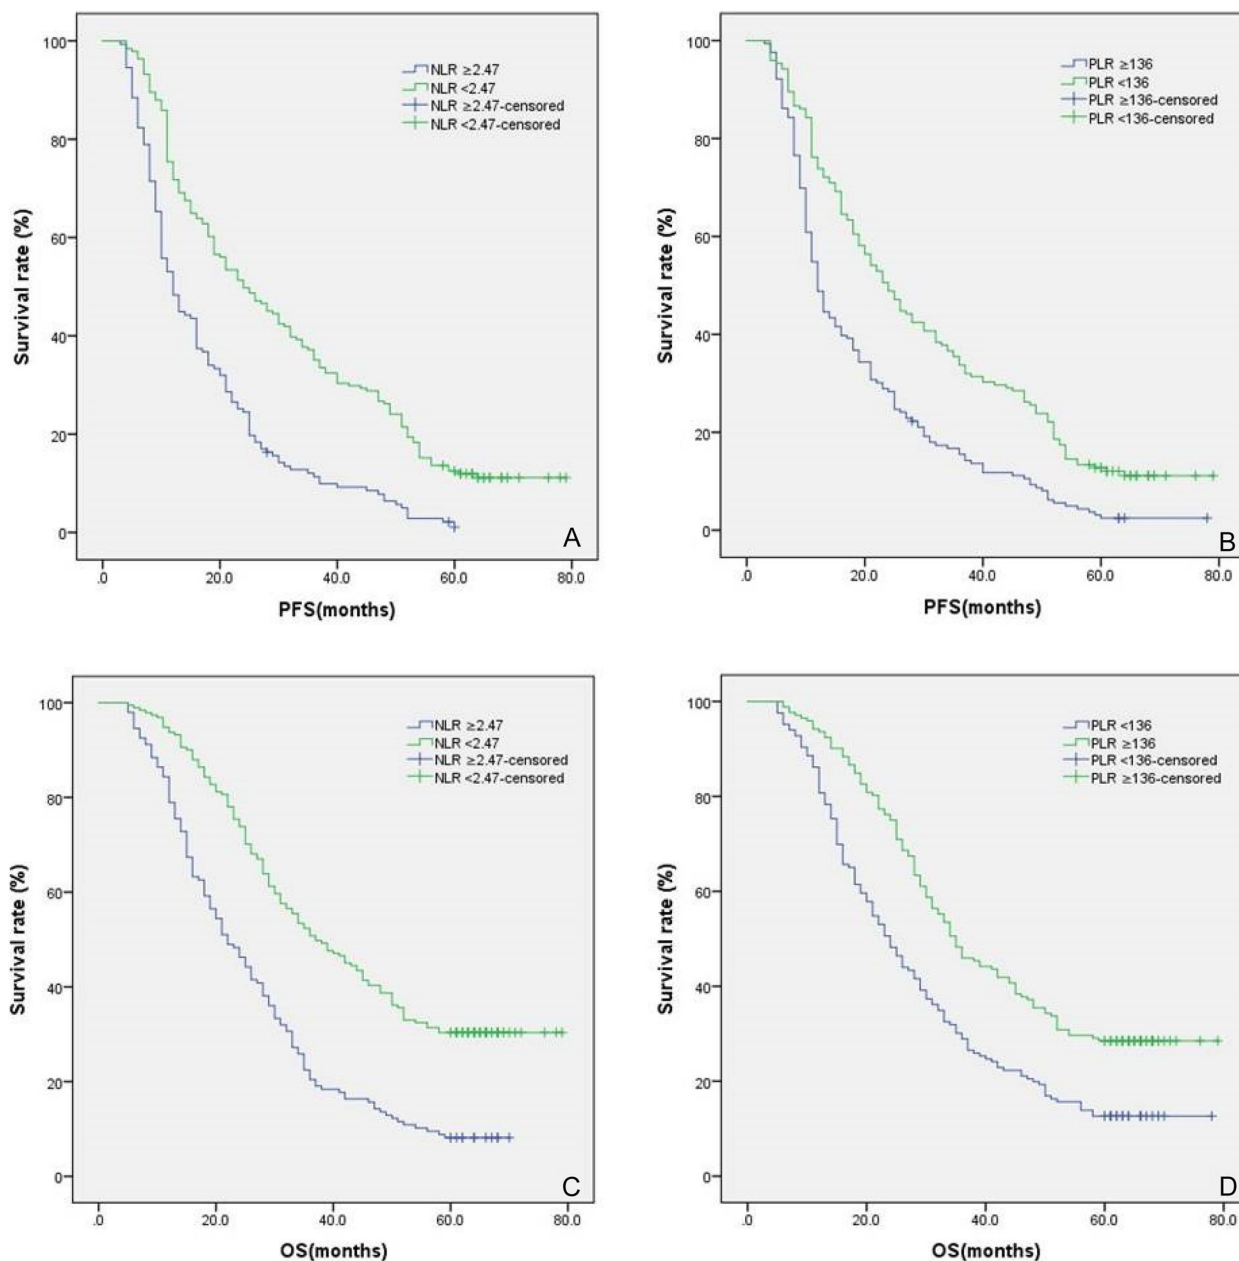 100
80
60
40
20
0
Survival rate (%)
NLR ≥2.47
NLR <2.47
NLR ≥2.47-censored
NLR <2.47-censored
A
.0 20.0 40.0 60.0 80.0
PFS(months)
100
80
60
40
20
0
Survival rate (%)
PLR ≥136
PLR <136
PLR ≥136-censored
PLR <136-censored
B
.0 20.0 40.0 60.0 80.0
PFS(months)
100
80
60
40
20
0
Survival rate (%)
NLR ≥2.47
NLR <2.47
NLR ≥2.47-censored
NLR <2.47-censored
C
.0 20.0 40.0 60.0 80.0
OS(months)
100
80
60
40
20
0
Survival rate (%)
PLR <136
PLR ≥136
PLR <136-censored
PLR ≥136-censored
D
.0 20.0 40.0 60.0 80.0
OS(months)